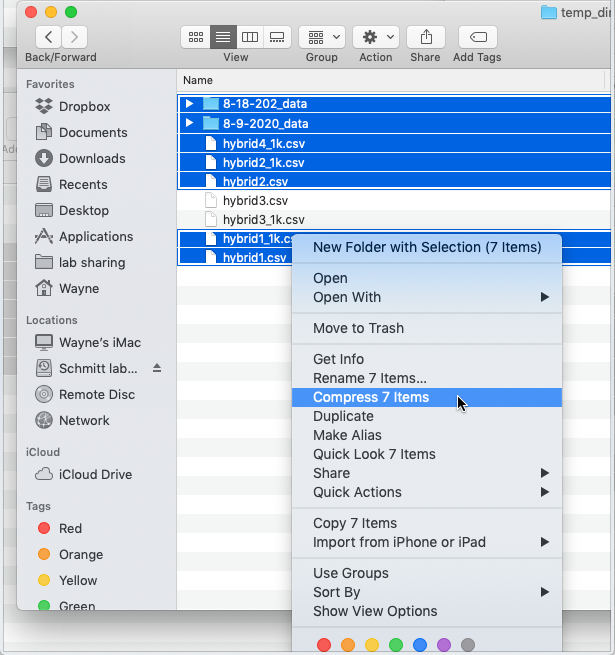 temp_dir
Back/Forward
View
Group
Action
Share
Add Tags
Favorites
Dropbox
Documents
Downloads
Recents
Desktop
Applications
lab sharing
Wayne
Locations
Wayne's iMac
Schmitt lab...
Remote Disc
Network
iCloud
iCloud Drive
Tags
Red
Orange
Yellow
Green
Name
8-18-202_data
8-9-2020_data
hybrid4_1k.csv
hybrid2_1k.csv
hybrid2.csv
hybrid3.csv
hybrid3_1k.csv
hybrid1_1k.cs
hybrid1.csv
New Folder with Selection (7 Items)
Open
Open With
Move to Trash
Get Info
Rename 7 Items...
Compress 7 Items
Duplicate
Make Alias
Quick Look 7 Items
Share
Quick Actions
Copy 7 Items
Import from iPhone or iPad
Use Groups
Sort By
Show View Options